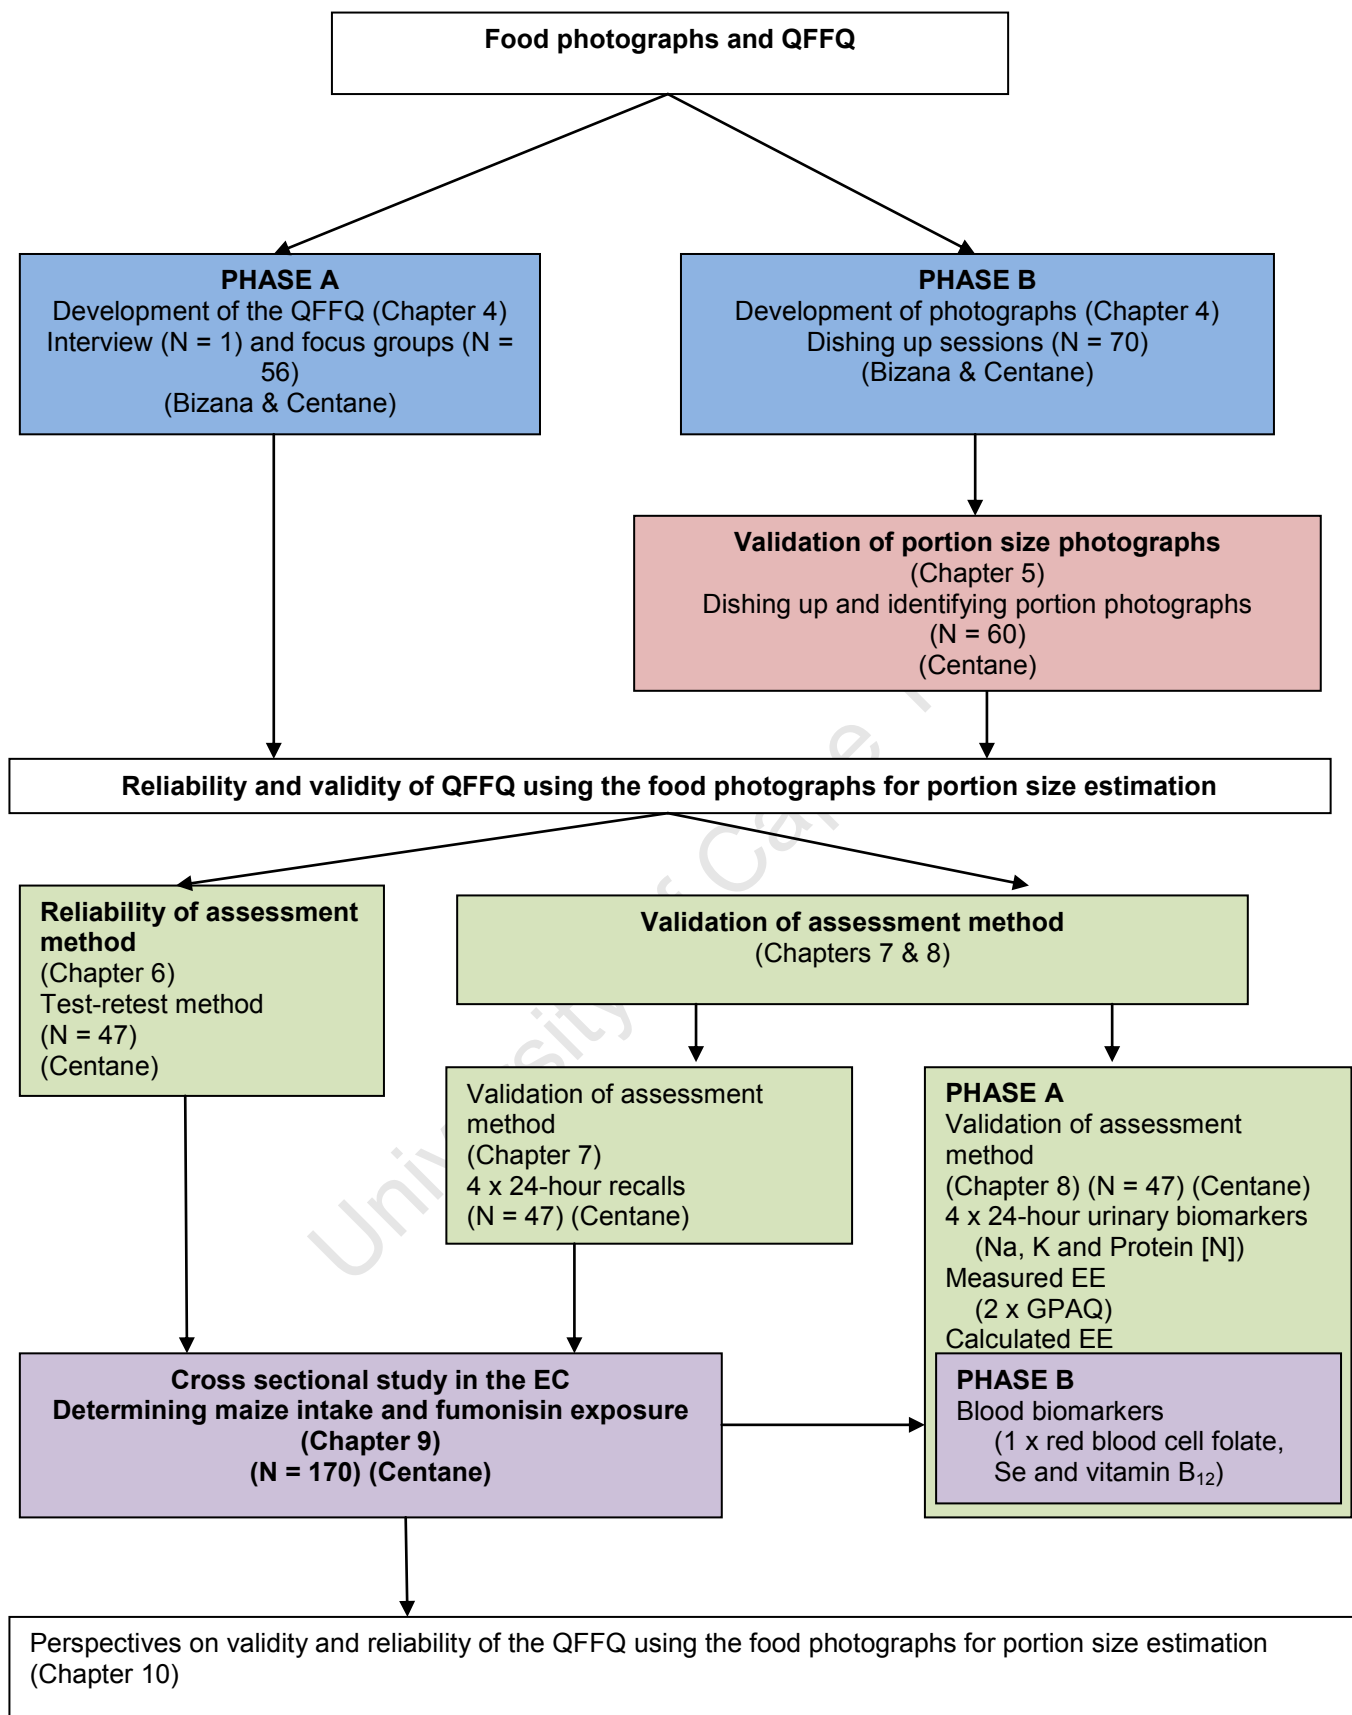 Food photographs and QFFQ
PHASE A
Development of the QFFQ (Chapter 4)
Interview (N = 1) and focus groups (N =
56)
(Bizana & Centane)
PHASE B
Development of photographs (Chapter 4)
Dishing up sessions (N = 70)
(Bizana & Centane)
Validation of portion size photographs
(Chapter 5)
Dishing up and identifying portion photographs
(N = 60)
(Centane)
Reliability and validity of QFFQ using the food photographs for portion size estimation
Reliability of assessment
method
(Chapter 6)
Test-retest method
(N = 47)
(Centane)
Validation of assessment method
(Chapters 7 & 8)
Validation of assessment
method
(Chapter 7)
4 x 24-hour recalls
(N = 47) (Centane)
PHASE A
Validation of assessment
method
(Chapter 8) (N = 47) (Centane)
4 x 24-hour urinary biomarkers
(Na, K and Protein [N])
Measured EE
(2 x GPAQ)
Calculated EE
PHASE B
Blood biomarkers
(1 x red blood cell folate,
Se and vitamin B₁₂)
Cross sectional study in the EC
Determining maize intake and fumonisin exposure
(Chapter 9)
(N = 170) (Centane)
Perspectives on validity and reliability of the QFFQ using the food photographs for portion size estimation
(Chapter 10)